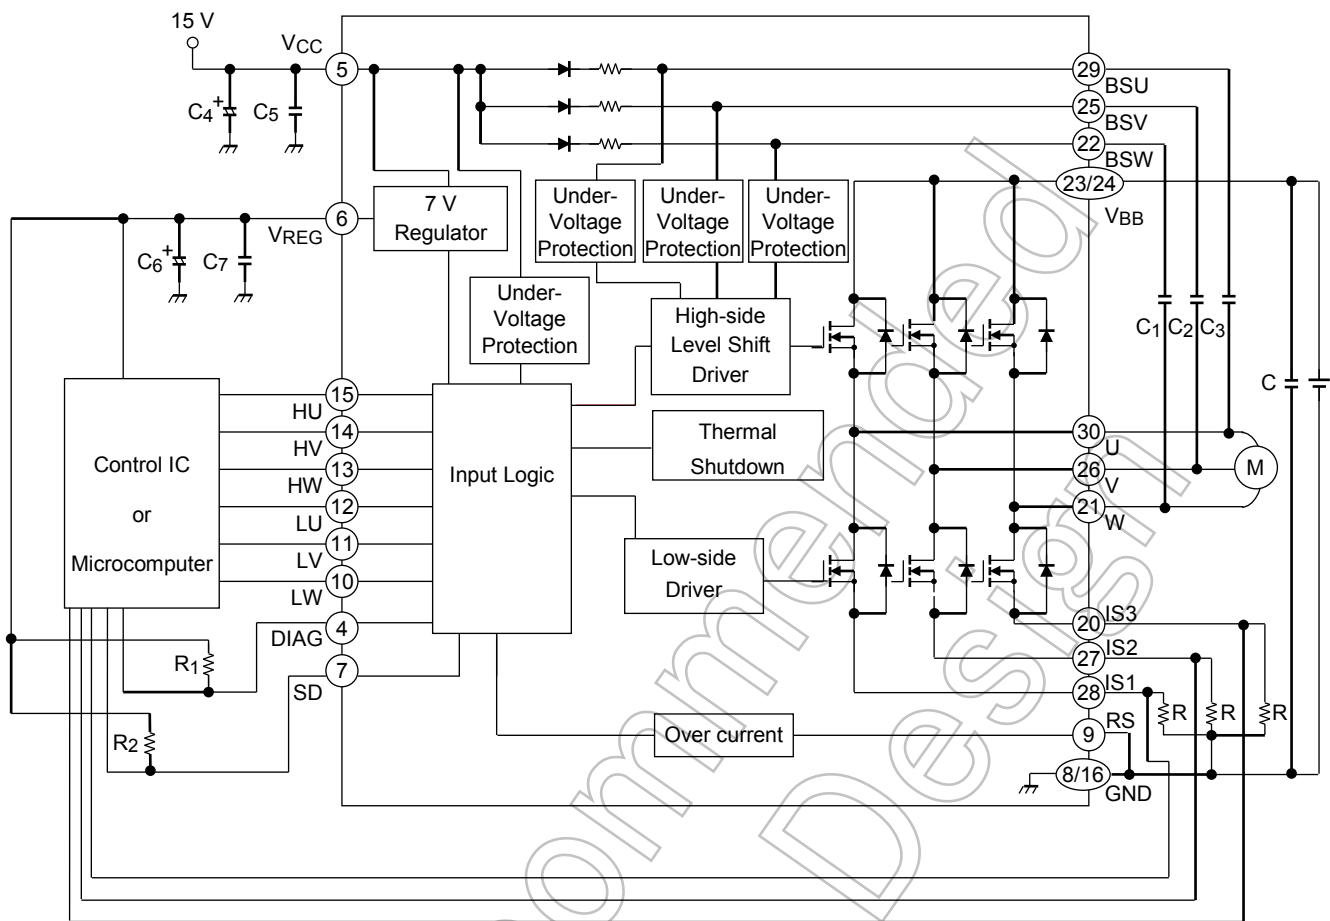 15 V
VCC
5
C4
+
C5
29
BSU
25
BSV
22
BSW
23/24
VBB
7 V
Regulator
6
VREG
C6
+
C7
Under-
Voltage
Protection
Under-
Voltage
Protection
Under-
Voltage
Protection
Under-
Voltage
Protection
High-side
Level Shift
Driver
C1
C2
C3
C
Control IC
or
Microcomputer
15
HU
14
HV
13
HW
12
LU
11
LV
10
LW
4
DIAG
7
SD
Input Logic
Thermal
Shutdown
Low-side
Driver
30
U
26
V
21
W
M
20
IS3
27
IS2
28
IS1
R
R
R
9
RS
8/16
GND
Over current
R1
R2
ommended
Design